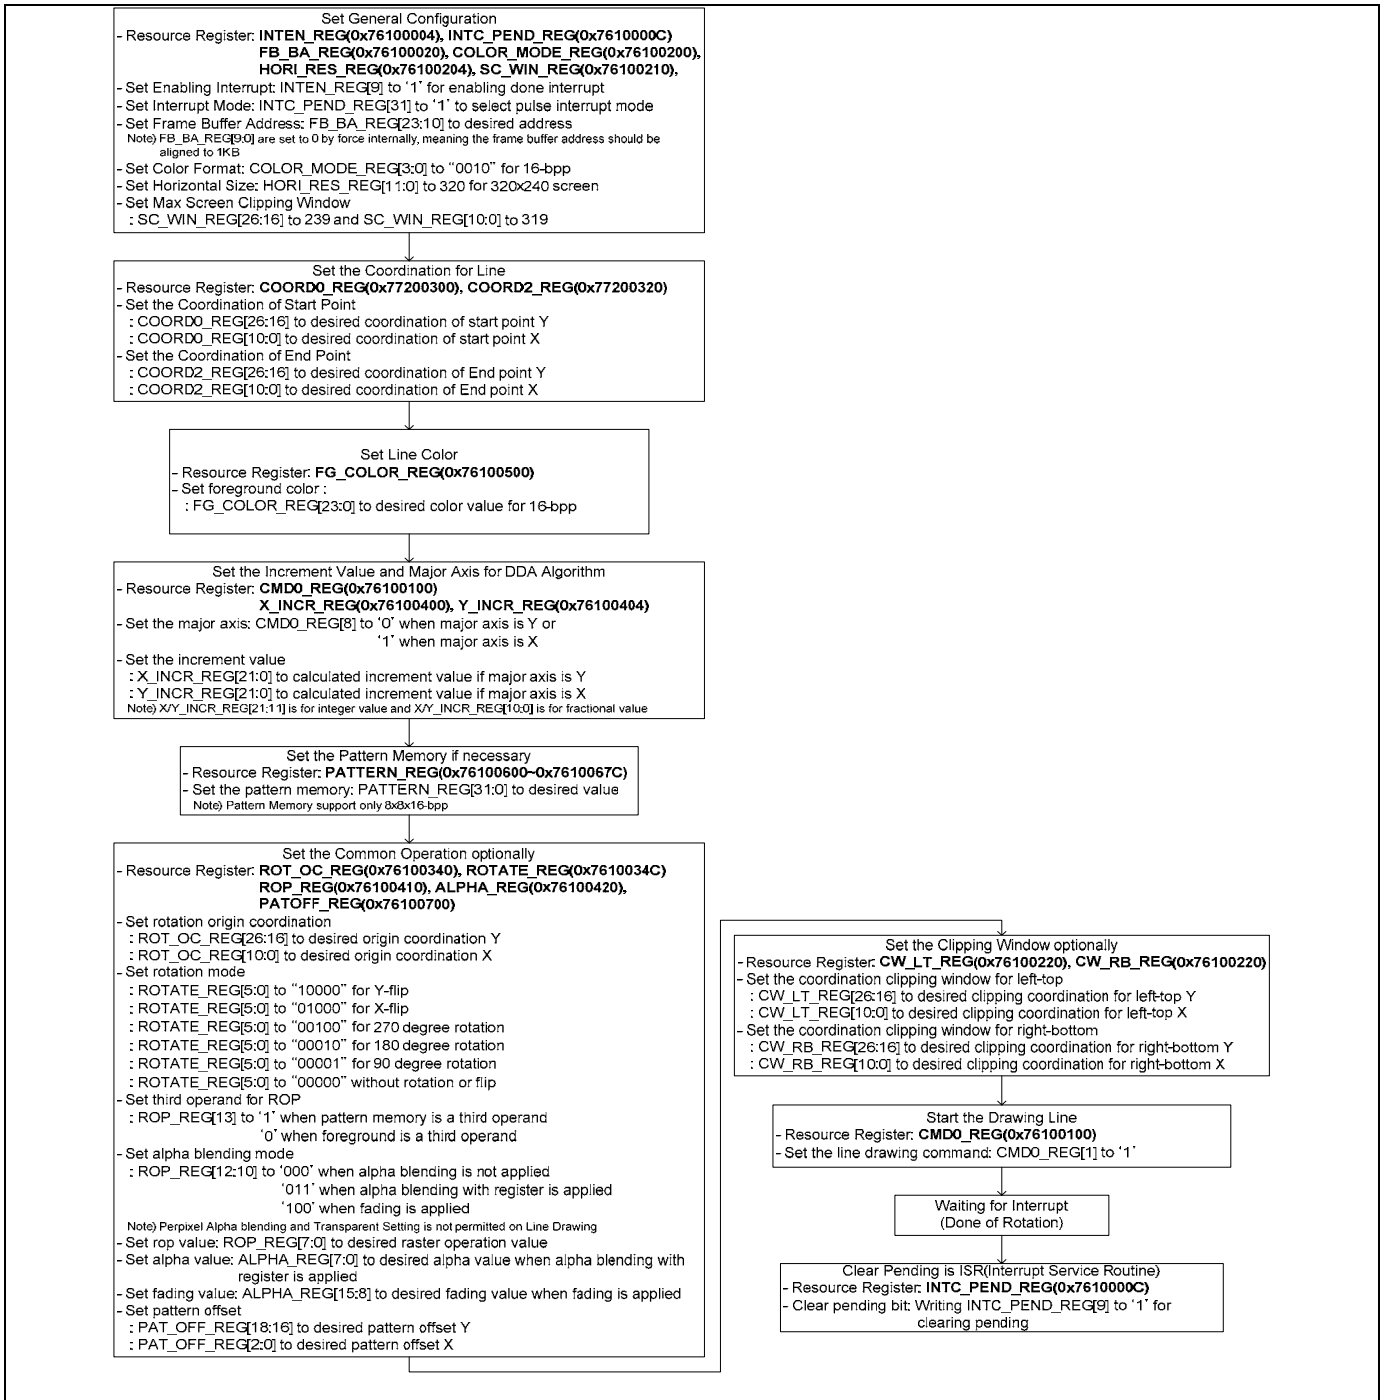 Set General Configuration
- Resource Register: INTEN_REG(0x76100004), INTC_PEND_REG(0x7610000C)
FB_BA_REG(0x76100020), COLOR_MODE_REG(0x76100200),
HORI_RES_REG(0x76100204), SC_WIN_REG(0x76100210),
- Set Enabling Interrupt: INTEN_REG[9] to '1' for enabling done interrupt
- Set Interrupt Mode: INTC_PEND_REG[31] to '1' to select pulse interrupt mode
- Set Frame Buffer Address: FB_BA_REG[23:10] to desired address
Note) FB_BA_REG[9:0] are set to 0 by force internally, meaning the frame buffer address should be
aligned to 1KB
- Set Color Format: COLOR_MODE_REG[3:0] to "0010" for 16-bpp
- Set Horizontal Size: HORI_RES_REG[11:0] to 320 for 320x240 screen
- Set Max Screen Clipping Window
: SC_WIN_REG[26:16] to 239 and SC_WIN_REG[10:0] to 319
Set the Coordination for Line
- Resource Register: COORD0_REG(0x77200300), COORD2_REG(0x77200320)
- Set the Coordination of Start Point
: COORD0_REG[26:16] to desired coordination of start point Y
: COORD0_REG[10:0] to desired coordination of start point X
- Set the Coordination of End Point
: COORD2_REG[26:16] to desired coordination of End point Y
: COORD2_REG[10:0] to desired coordination of End point X
Set Line Color
- Resource Register: FG_COLOR_REG(0x76100500)
- Set foreground color :
: FG_COLOR_REG[23:0] to desired color value for 16-bpp
Set the Increment Value and Major Axis for DDA Algorithm
- Resource Register: CMD0_REG(0x76100100)
X_INCR_REG(0x76100400), Y_INCR_REG(0x76100404)
- Set the major axis: CMD0_REG[8] to '0' when major axis is Y or
'1' when major axis is X
- Set the increment value
: X_INCR_REG[21:0] to calculated increment value if major axis is Y
: Y_INCR_REG[21:0] to calculated increment value if major axis is X
Note) X/Y_INCR_REG[21:11] is for integer value and X/Y_INCR_REG[10:0] is for fractional value
Set the Pattern Memory if necessary
- Resource Register: PATTERN_REG(0x76100600~0x7610067C)
- Set the pattern memory: PATTERN_REG[31:0] to desired value
Note) Pattern Memory support only 8x8x16-bpp
Set the Common Operation optionally
- Resource Register: ROT_OC_REG(0x76100340), ROTATE_REG(0x7610034C)
ROP_REG(0x76100410), ALPHA_REG(0x76100420),
PATOFF_REG(0x76100700)
- Set rotation origin coordination
: ROT_OC_REG[26:16] to desired origin coordination Y
: ROT_OC_REG[10:0] to desired origin coordination X
- Set rotation mode
: ROTATE_REG[5:0] to "10000" for Y-flip
: ROTATE_REG[5:0] to "01000" for X-flip
: ROTATE_REG[5:0] to "00100" for 270 degree rotation
: ROTATE_REG[5:0] to "00010" for 180 degree rotation
: ROTATE_REG[5:0] to "00001" for 90 degree rotation
: ROTATE_REG[5:0] to "00000" without rotation or flip
- Set third operand for ROP
: ROP_REG[13] to '1' when pattern memory is a third operand
'0' when foreground is a third operand
- Set alpha blending mode
: ROP_REG[12:10] to '000' when alpha blending is not applied
'011' when alpha blending with register is applied
'100' when fading is applied
Note) Perpixel Alpha blending and Transparent Setting is not permitted on Line Drawing
- Set rop value: ROP_REG[7:0] to desired raster operation value
- Set alpha value: ALPHA_REG[7:0] to desired alpha value when alpha blending with
register is applied
- Set fading value: ALPHA_REG[15:8] to desired fading value when fading is applied
- Set pattern offset
: PAT_OFF_REG[18:16] to desired pattern offset Y
: PAT_OFF_REG[2:0] to desired pattern offset X
Set the Clipping Window optionally
- Resource Register: CW_LT_REG(0x76100220), CW_RB_REG(0x76100220)
- Set the coordination clipping window for left-top
: CW_LT_REG[26:16] to desired clipping coordination for left-top Y
: CW_LT_REG[10:0] to desired clipping coordination for left-top X
- Set the coordination clipping window for right-bottom
: CW_RB_REG[26:16] to desired clipping coordination for right-bottom Y
: CW_RB_REG[10:0] to desired clipping coordination for right-bottom X
Start the Drawing Line
- Resource Register: CMD0_REG(0x76100100)
- Set the line drawing command: CMD0_REG[1] to '1'
Waiting for Interrupt
(Done of Rotation)
Clear Pending is ISR(Interrupt Service Routine)
- Resource Register: INTC_PEND_REG(0x7610000C)
- Clear pending bit: Writing INTC_PEND_REG[9] to '1' for
clearing pending